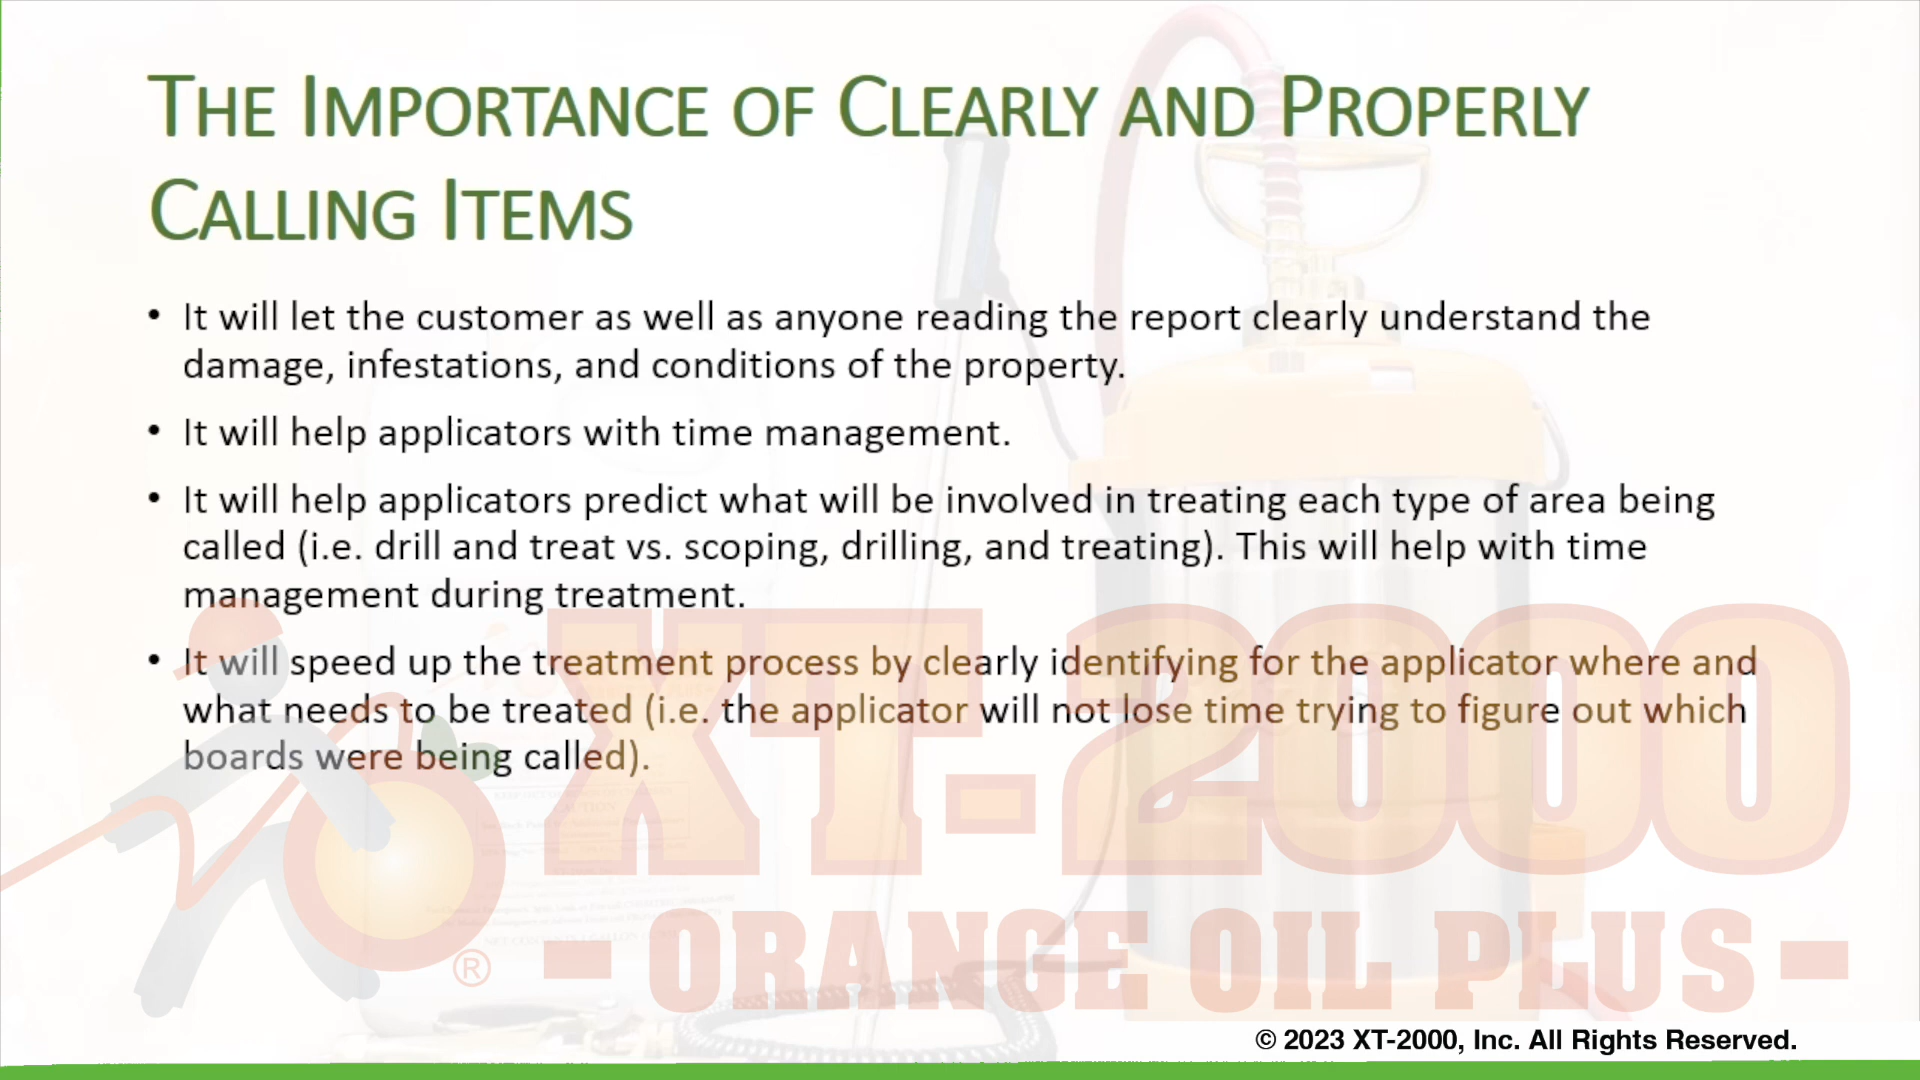 THE IMPORTANCE OF CLEARLY AND PROPERLY
CALLING ITEMS
• It will let the customer as well as anyone reading the report clearly understand the
damage, infestations, and conditions of the property.
• It will help applicators with time management.
• It will help applicators predict what will be involved in treating each type of area being
called (i.e. drill and treat vs. scoping, drilling, and treating). This will help with time
management during treatment.
• It will speed up the treatment process by clearly identifying for the applicator where and
what needs to be treated (i.e. the applicator will not lose time trying to figure out which
boards were being called).
XT-2000
® - ORANGE OIL PLUS -
© 2023 XT-2000, Inc. All Rights Reserved.